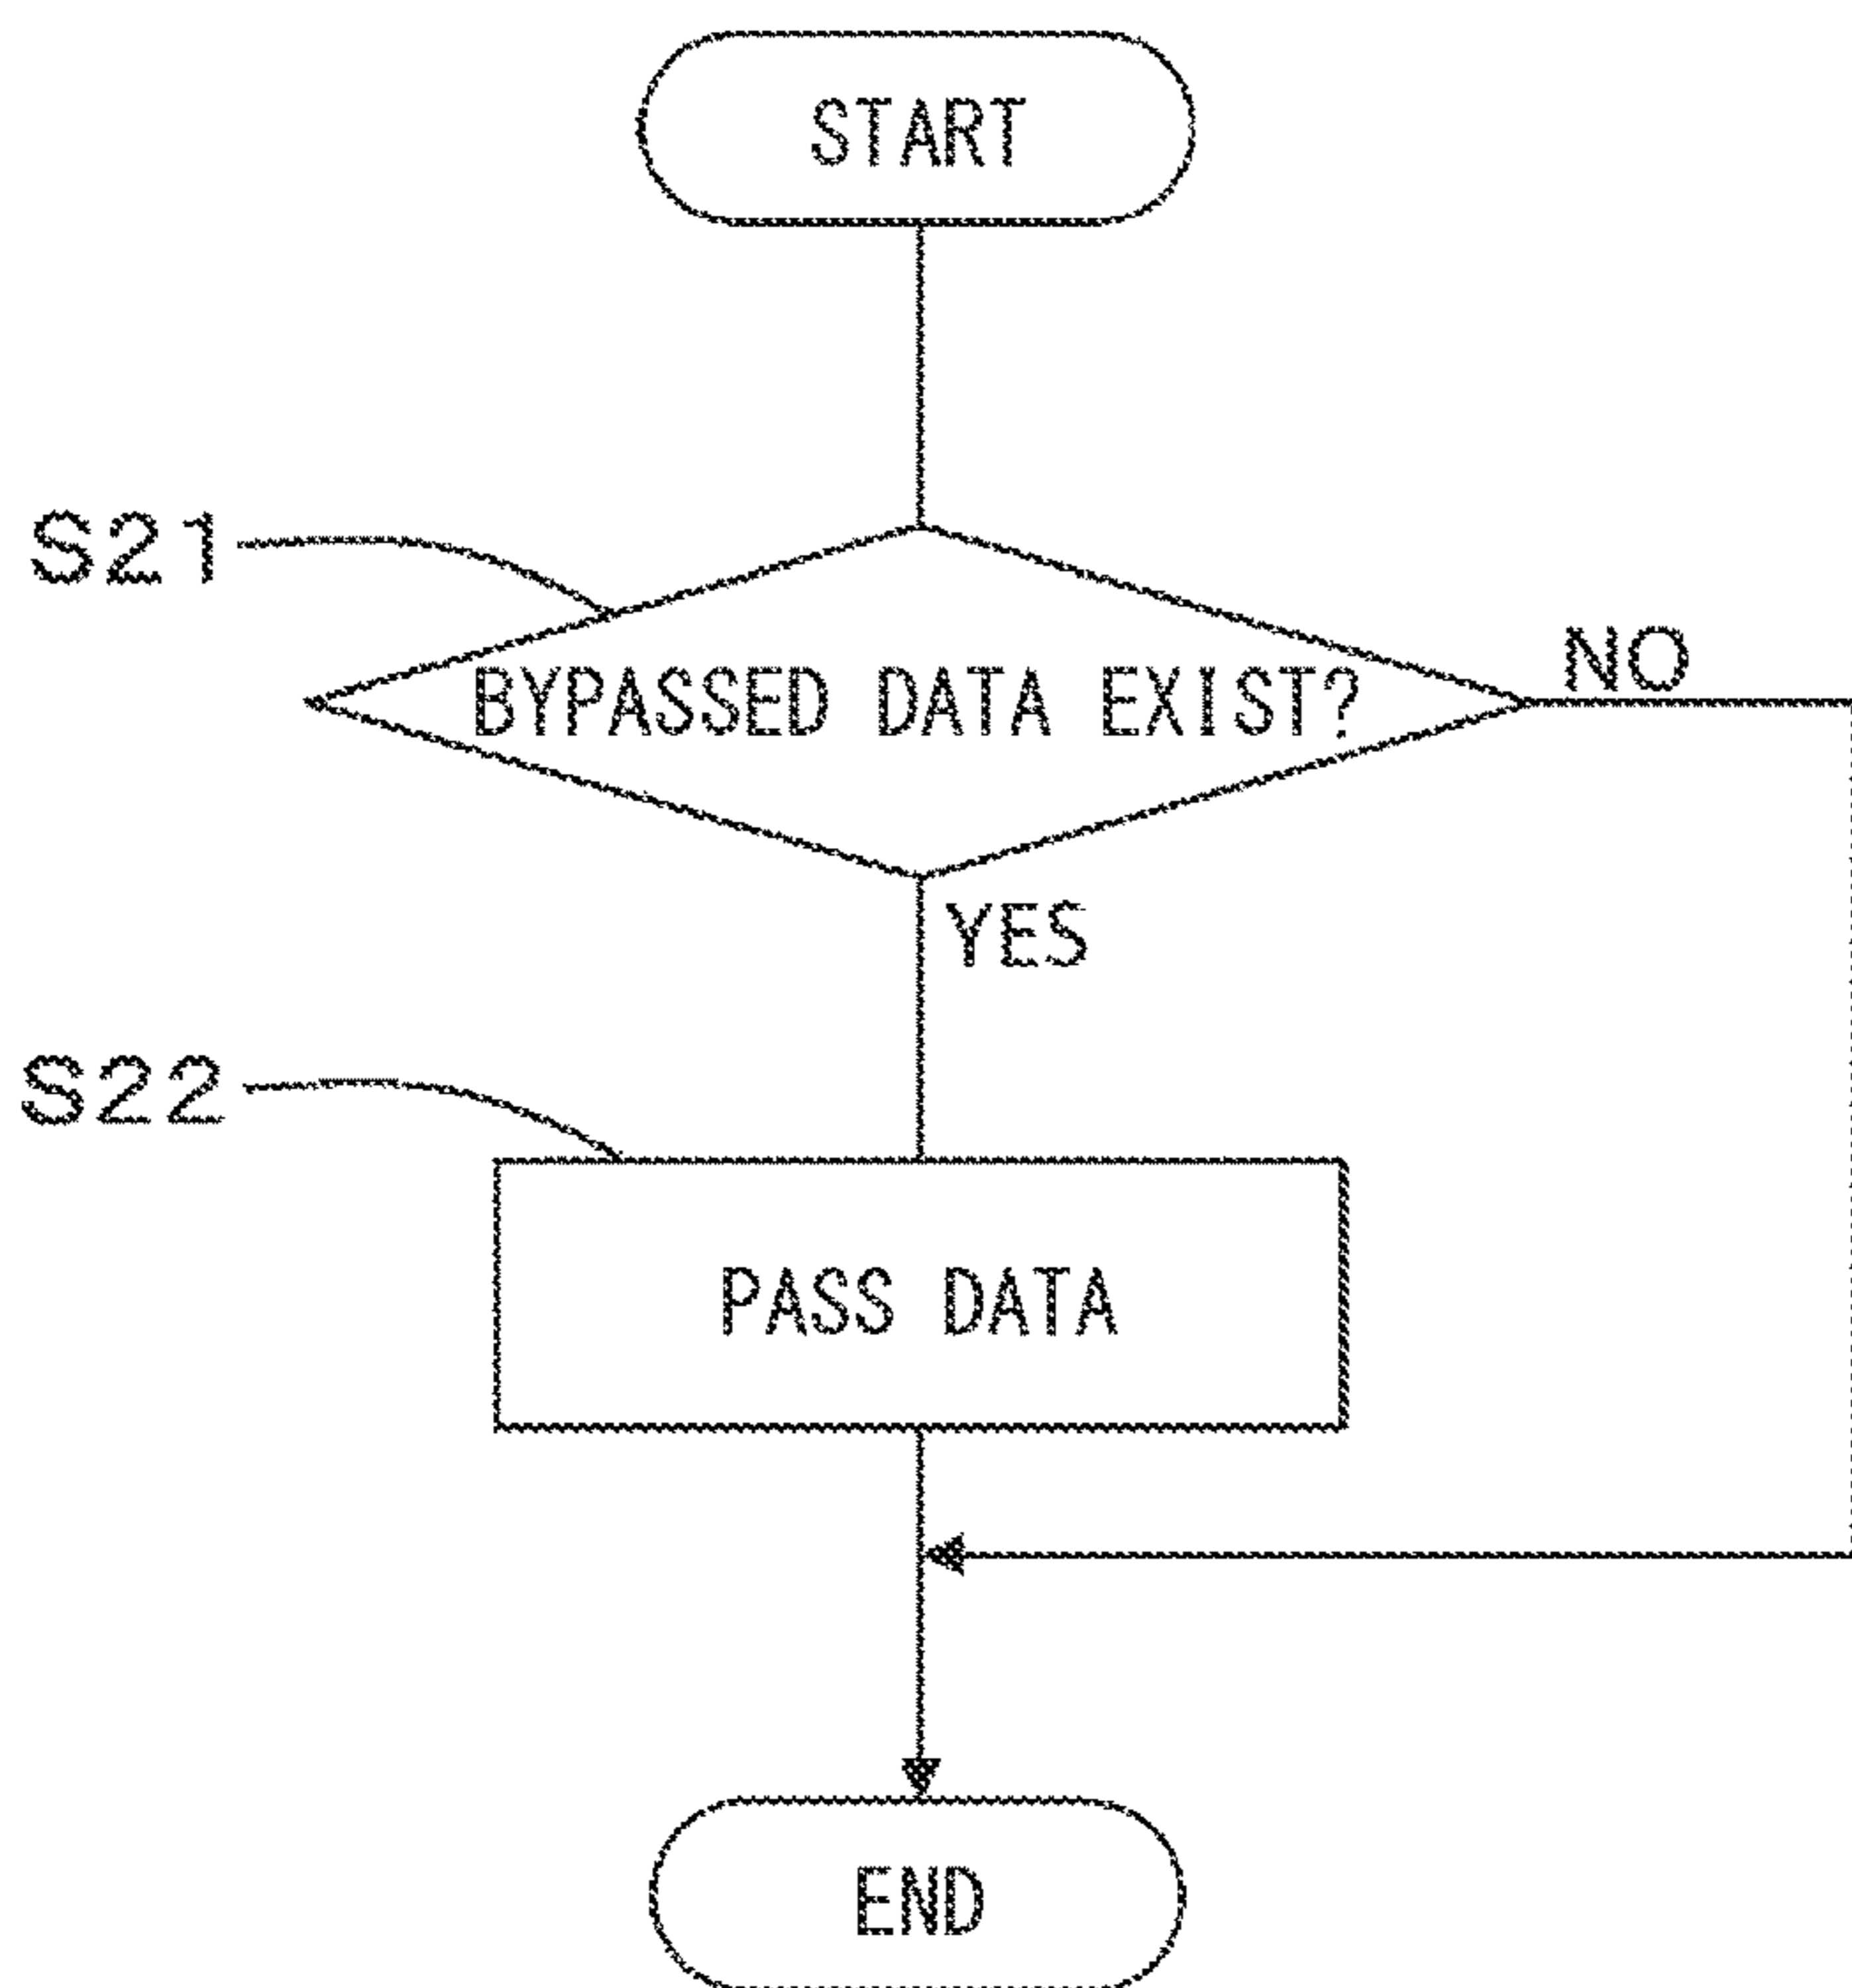 START
S21
BYPASSED DATA EXIST?
NO
YES
S22
PASS DATA
END